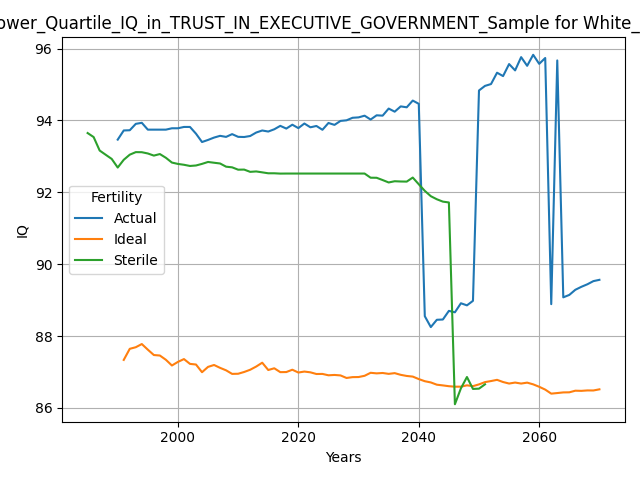 ower_Quartile_IQ_in_TRUST_IN_EXECUTIVE_GOVERNMENT_Sample for White_
96
94
92
90
88
86
IQ
Fertility
Actual
Ideal
Sterile
2000
2020
2040
2060
Years